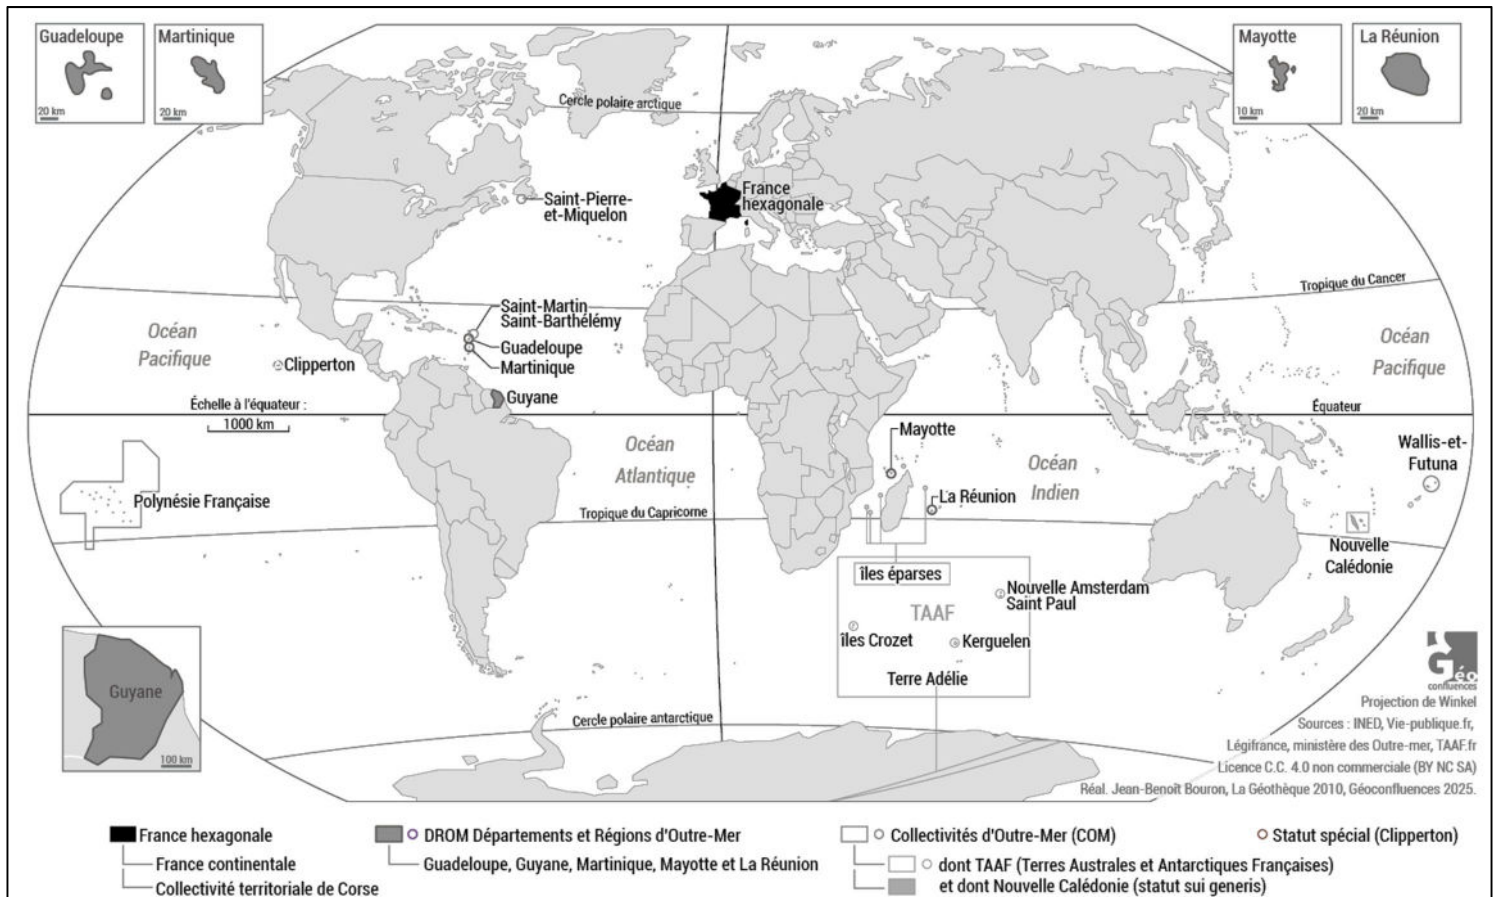 Guadeloupe
20 km
Martinique
20 km
Mayotte
10 km
La Réunion
20 km
Cercle polaire arctique
France
hexagonale
Saint-Pierre-
et-Miquelon
Tropique du Cancer
Saint-Martin
Saint-Barthélémy
Guadeloupe
Martinique
Océan
Pacifique
Clipperton
Océan
Pacifique
Guyane
Échelle à l'équateur :
1000 km
Équateur
Mayotte
Océan
Atlantique
Océan
Indien
Wallis-et-
Futuna
Polynésie Française
La Réunion
Tropique du Capricorne
Nouvelle
Calédonie
îles éparses
Nouvelle Amsterdam
Saint Paul
TAAF
îles Crozet
Kerguelen
Terre Adélie
Guyane
100 km
Cercle polaire antarctique
Géo
confluences
Projection de Winkel
Sources : INED, Vie-publique.fr,
Légifrance, ministère des Outre-mer, TAAF.fr
Licence C.C. 4.0 non commerciale (BY NC SA)
Réal. Jean-Benoît Bouron, La Géothèque 2010, Géoconfluences 2025.
France hexagonale
France continentale
Collectivité territoriale de Corse
DROM Départements et Régions d'Outre-Mer
Guadeloupe, Guyane, Martinique, Mayotte et La Réunion
Collectivités d'Outre-Mer (COM)
dont TAAF (Terres Australes et Antarctiques Françaises)
et dont Nouvelle Calédonie (statut sui generis)
Statut spécial (Clipperton)